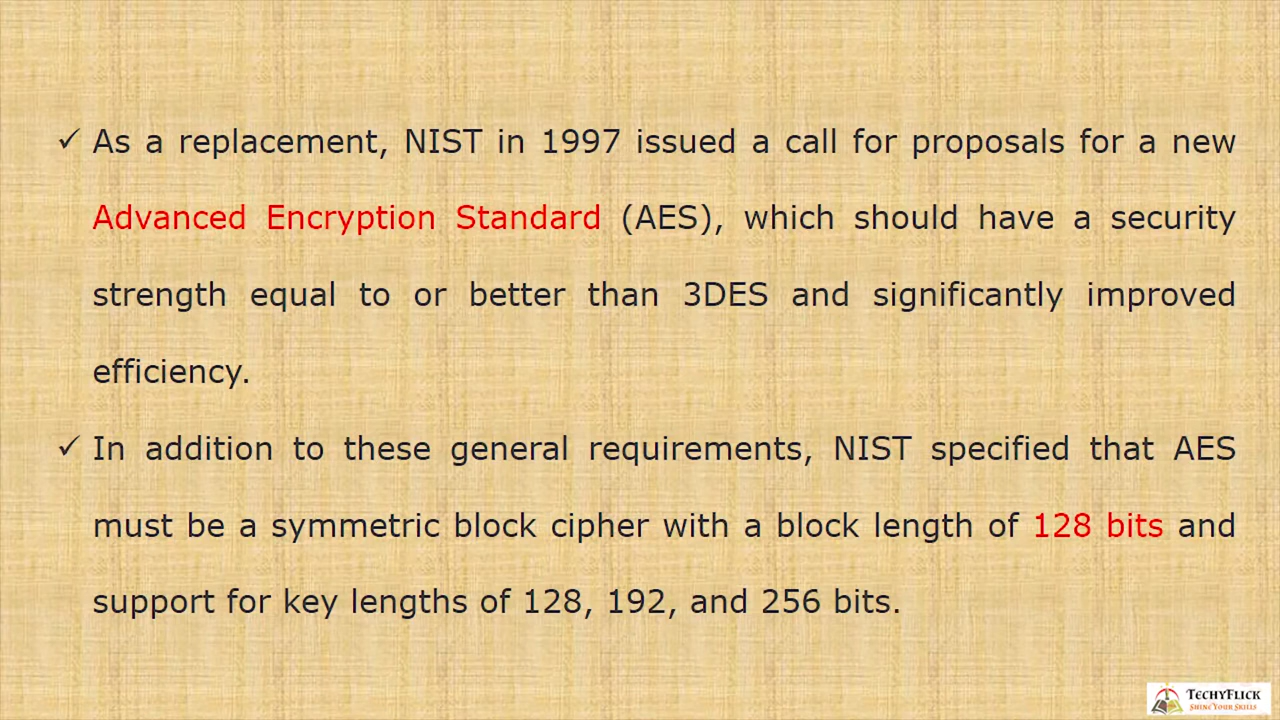 ✓ As a replacement, NIST in 1997 issued a call for proposals for a new
Advanced Encryption Standard (AES), which should have a security
strength equal to or better than 3DES and significantly improved
efficiency.
✓ In addition to these general requirements, NIST specified that AES
must be a symmetric block cipher with a block length of 128 bits and
support for key lengths of 128, 192, and 256 bits.
TECHYFLICK
SHINE YOUR SKILLS